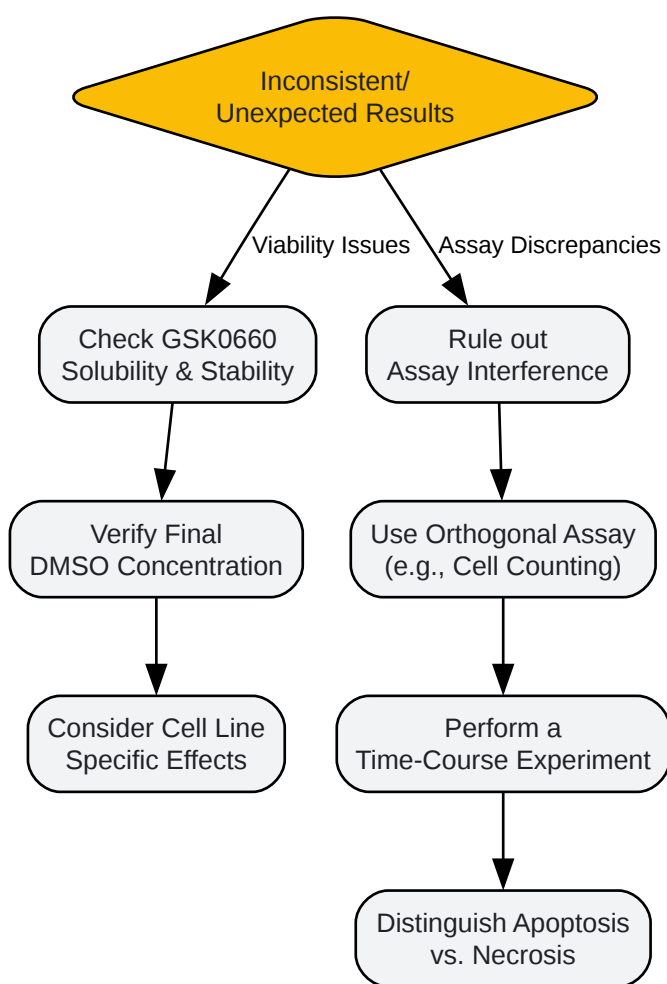 Inconsistent/
Unexpected Results
Viability Issues
Assay Discrepancies
Check GSK0660
Solubility & Stability
Rule out
Assay Interference
Verify Final
DMSO Concentration
Use Orthogonal Assay
(e.g., Cell Counting)
Consider Cell Line
Specific Effects
Perform a
Time-Course Experiment
Distinguish Apoptosis
vs. Necrosis